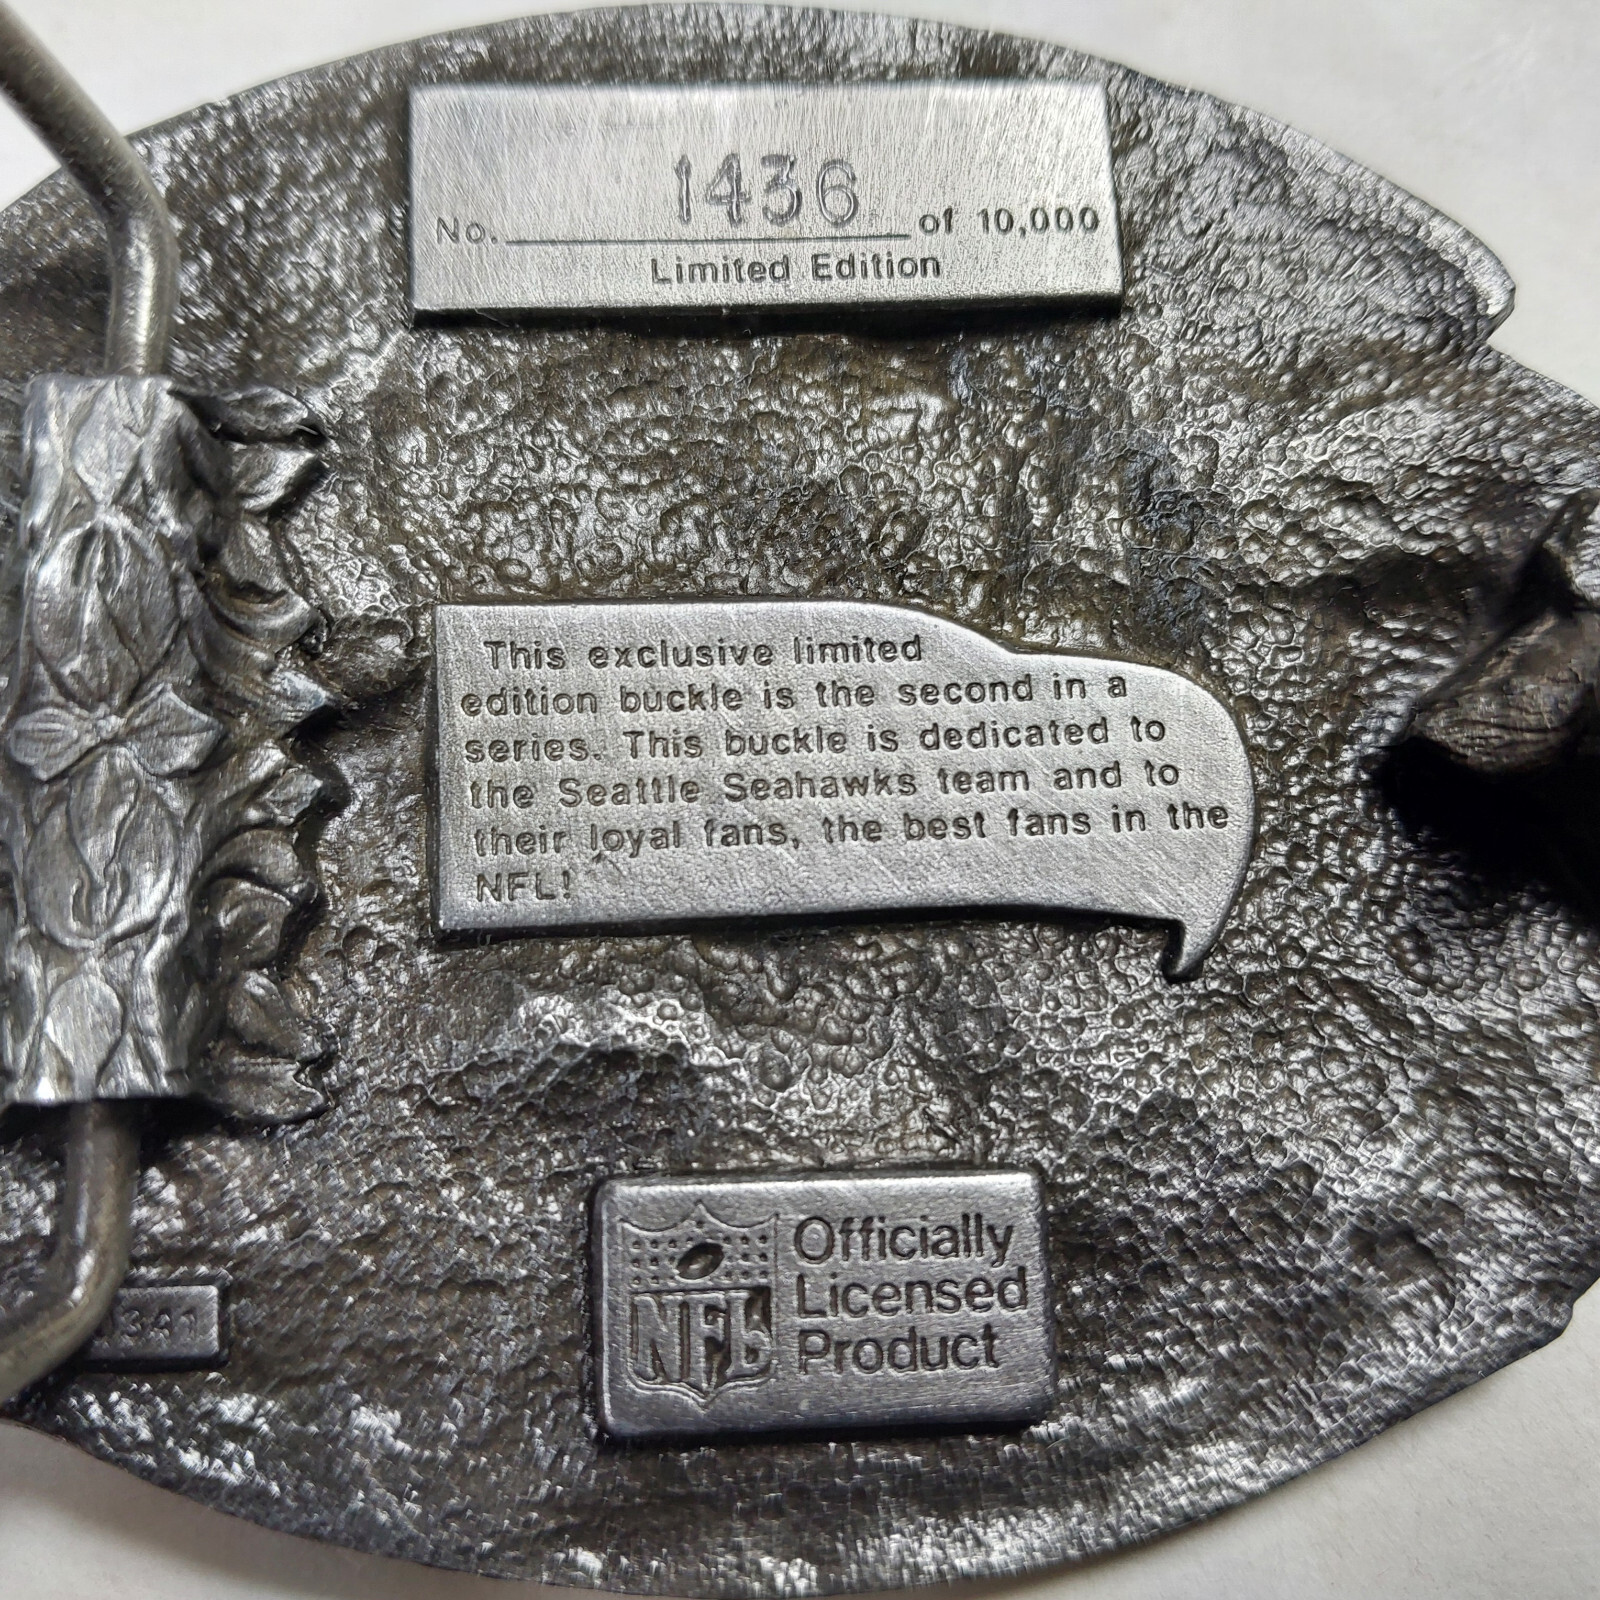 No. 1436 of 10,000
Limited Edition
This exclusive limited
edition buckle is the second in a
series. This buckle is dedicated to
the Seattle Seahawks team and to
their loyal fans, the best fans in the
NFL!
NFL
Officially
Licensed
Product